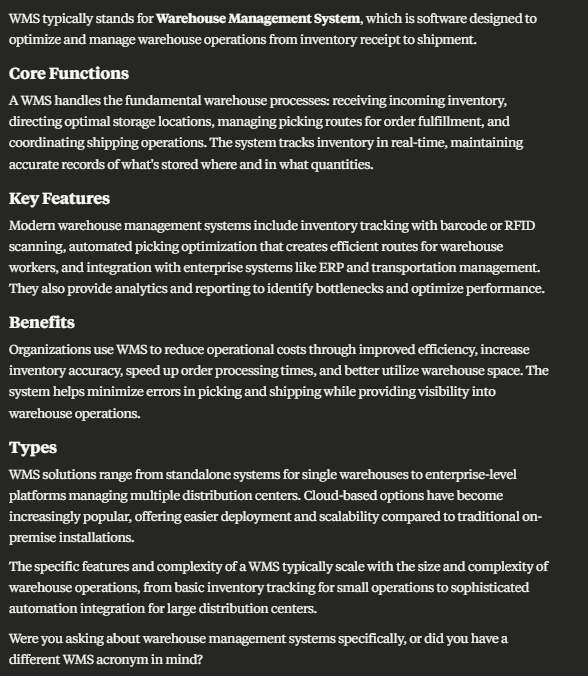 WMS typically stands for Warehouse Management System, which is software designed to
optimize and manage warehouse operations from inventory receipt to shipment.
Core Functions
A WMS handles the fundamental warehouse processes: receiving incoming inventory,
directing optimal storage locations, managing picking routes for order fulfillment, and
coordinating shipping operations. The system tracks inventory in real-time, maintaining
accurate records of what's stored where and in what quantities.
Key Features
Modern warehouse management systems include inventory tracking with barcode or RFID
scanning, automated picking optimization that creates efficient routes for warehouse
workers, and integration with enterprise systems like ERP and transportation management.
They also provide analytics and reporting to identify bottlenecks and optimize performance.
Benefits
Organizations use WMS to reduce operational costs through improved efficiency, increase
inventory accuracy, speed up order processing times, and better utilize warehouse space. The
system helps minimize errors in picking and shipping while providing visibility into
warehouse operations.
Types
WMS solutions range from standalone systems for single warehouses to enterprise-level
platforms managing multiple distribution centers. Cloud-based options have become
increasingly popular, offering easier deployment and scalability compared to traditional on-
premise installations.
The specific features and complexity of a WMS typically scale with the size and complexity of
warehouse operations, from basic inventory tracking for small operations to sophisticated
automation integration for large distribution centers.
Were you asking about warehouse management systems specifically, or did you have a
different WMS acronym in mind?